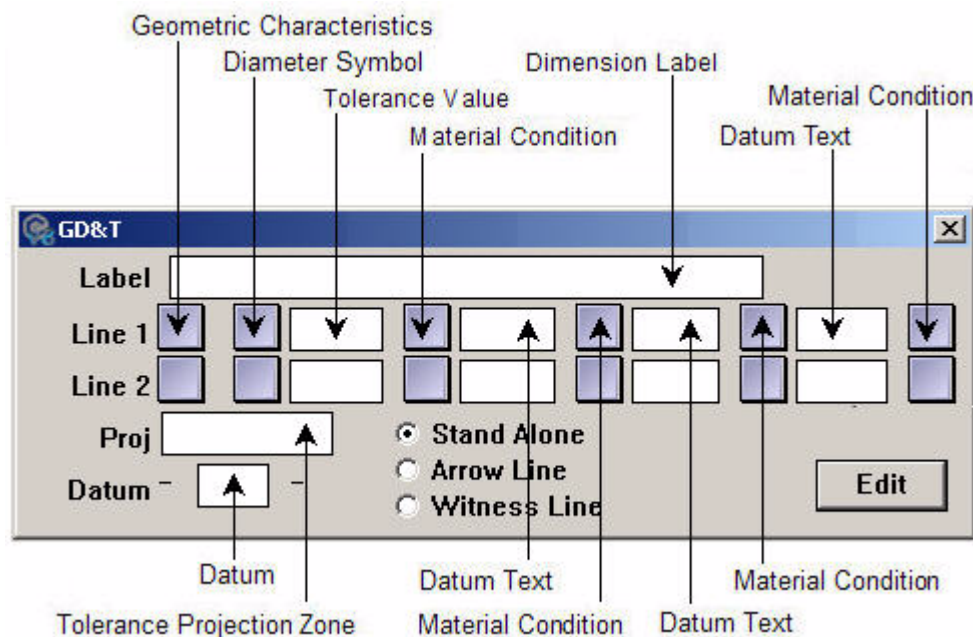 Geometric Characteristics
Diameter Symbol
Dimension Label
Tolerance Value
Material Condition
Material Condition
Datum Text
GD&T
Label
Line 1
Line 2
Proj
Stand Alone
Arrow Line
Datum
Witness Line
Edit
Datum
Datum Text
Material Condition
Tolerance Projection Zone
Material Condition
Datum Text